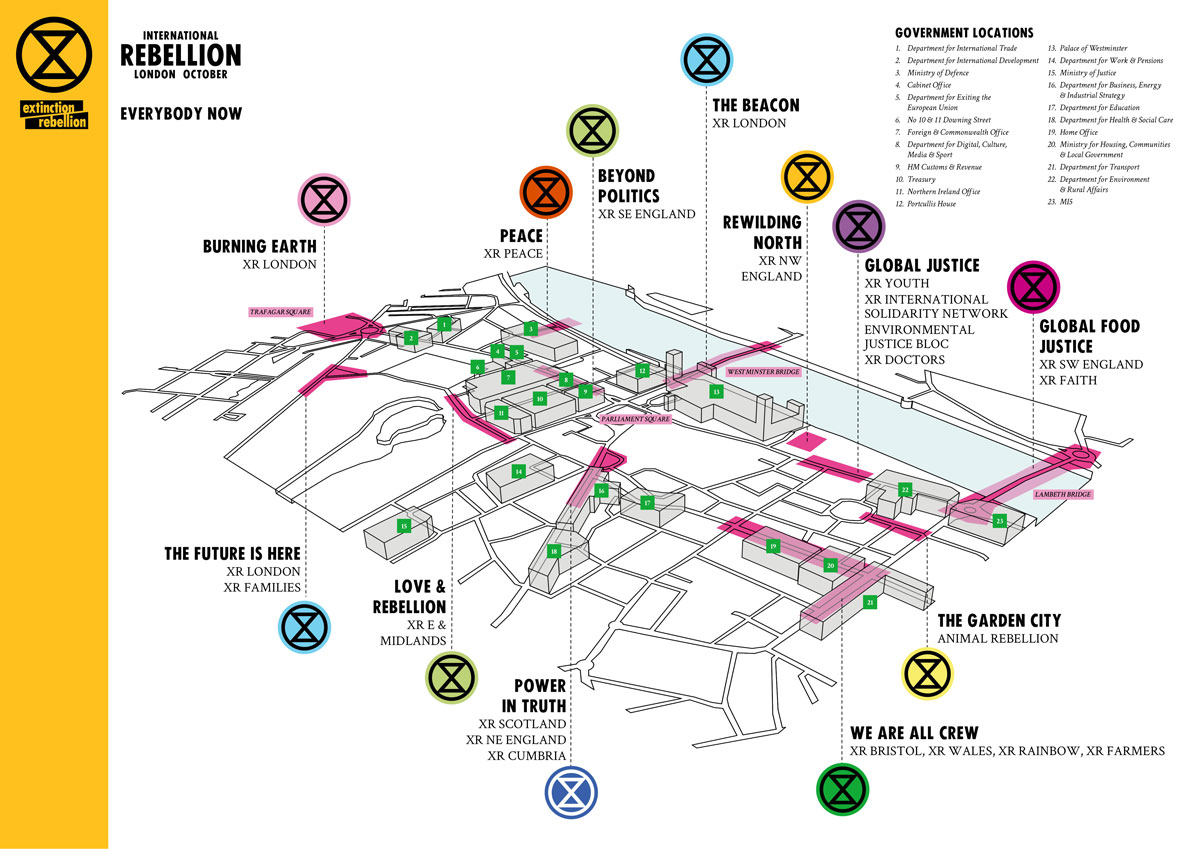 extinction
rebellion
INTERNATIONAL
REBELLION
LONDON OCTOBER
EVERYBODY NOW
GOVERNMENT LOCATIONS
1. Department for International Trade
2. Department for International Development
3. Ministry of Defence
4. Cabinet Office
5. Department for Exiting the
European Union
6. No 10 & 11 Downing Street
7. Foreign & Commonwealth Office
8. Department for Digital, Culture,
Media & Sport
9. HM Customs & Revenue
10. Treasury
11. Northern Ireland Office
12. Portcullis House
13. Palace of Westminster
14. Department for Work & Pensions
15. Ministry of Justice
16. Department for Business, Energy
& Industrial Strategy
17. Department for Education
18. Department for Health & Social Care
19. Home Office
20. Ministry for Housing, Communities
& Local Government
21. Department for Transport
22. Department for Environment
& Rural Affairs
23. MI5
THE BEACON
XR LONDON
BEYOND
POLITICS
XR SE ENGLAND
PEACE
XR PEACE
BURNING EARTH
XR LONDON
REWILDING
NORTH
XR NW
ENGLAND
GLOBAL JUSTICE
XR YOUTH
XR INTERNATIONAL
SOLIDARITY NETWORK
ENVIRONMENTAL
JUSTICE BLOC
XR DOCTORS
GLOBAL FOOD
JUSTICE
XR SW ENGLAND
XR FAITH
TRAFAGAR SQUARE
WESTMINSTER BRIDGE
PARLIAMENT SQUARE
LAMBETH BRIDGE
1
2
3
4
5
6
7
8
9
10
11
12
13
14
15
16
17
18
19
20
21
22
23
THE FUTURE IS HERE
XR LONDON
XR FAMILIES
LOVE &
REBELLION
XR E &
MIDLANDS
POWER
IN TRUTH
XR SCOTLAND
XR NE ENGLAND
XR CUMBRIA
THE GARDEN CITY
ANIMAL REBELLION
WE ARE ALL CREW
XR BRISTOL, XR WALES, XR RAINBOW, XR FARMERS